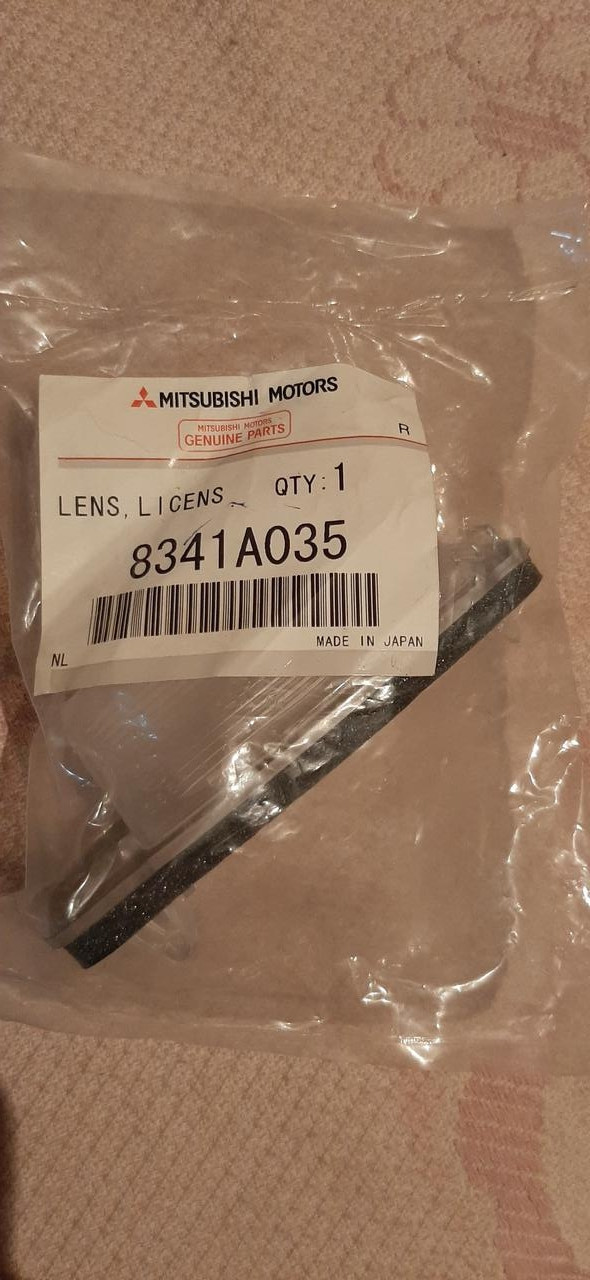 MITSUBISHI MOTORS
MITSUBISHI MOTORS
GENUINE PARTS
R
LENS, LICENS QTY: 1
8341A035
MADE IN JAPAN
NL